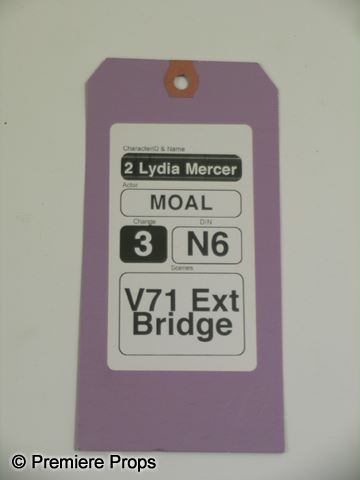 CharacterID & Name
2 Lydia Mercer
Actor
MOAL
Change D/N
3 N6
Scenes
V71 Ext
Bridge
© Premiere Props